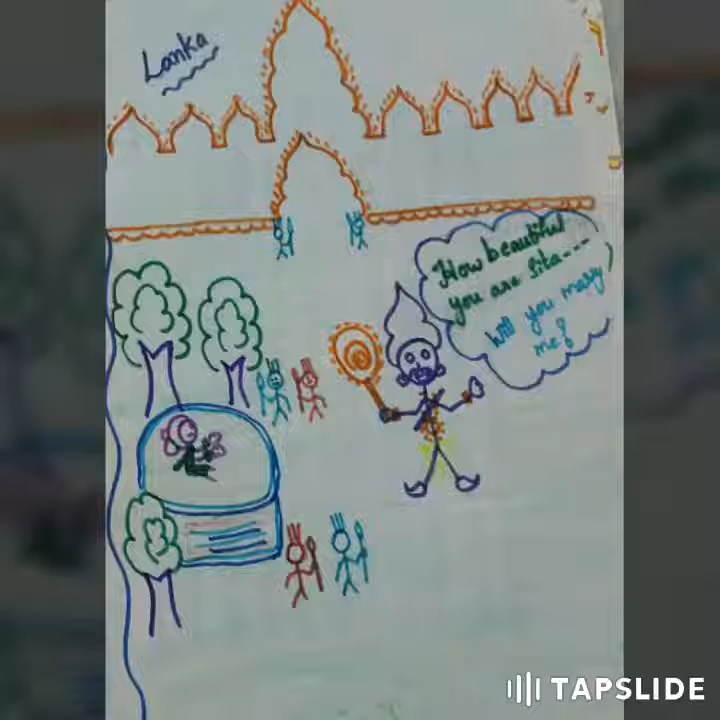 Lanka
How beautiful
you are Sita---
Will you marry
me?
TAPSLIDE